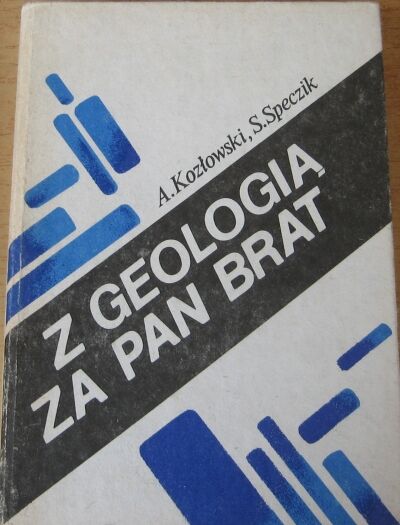 A.Kozłowski, S.Speczik
Z GEOLOGIĄ
ZA PAN BRAT